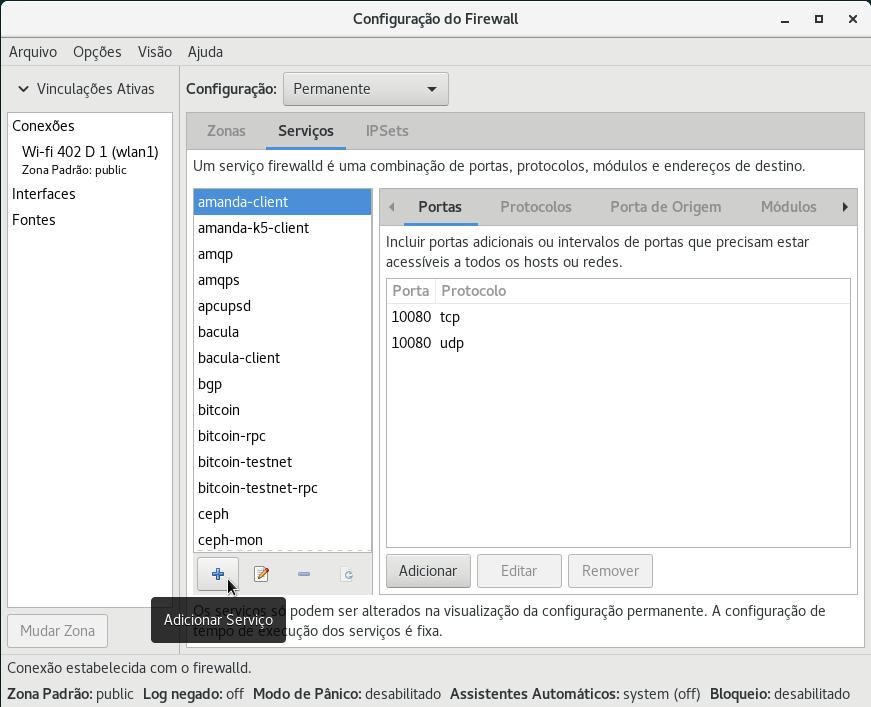 Configuração do Firewall
Arquivo Opções Visão Ajuda
Vinculações Ativas
Configuração: Permanente
Conexões
Wi-fi 402 D 1 (wlan1)
Zona Padrão: public
Interfaces
Fontes
Mudar Zona
Zonas Serviços IPSets
Um serviço firewalld é uma combinação de portas, protocolos, módulos e endereços de destino.
amanda-client
amanda-k5-client
amqp
amqps
apcupsd
bacula
bacula-client
bgp
bitcoin
bitcoin-rpc
bitcoin-testnet
bitcoin-testnet-rpc
ceph
ceph-mon
Portas Protocolos Porta de Origem Módulos
Incluir portas adicionais ou intervalos de portas que precisam estar
acessíveis a todos os hosts ou redes.
Porta Protocolo
10080 tcp
10080 udp
Adicionar Editar Remover
Adicionar Serviço
Os serviços só podem ser alterados na visualização da configuração permanente. A configuração de
tempo de execução dos serviços é fixa.
Conexão estabelecida com o firewalld.
Zona Padrão: public Log negado: off Modo de Pânico: desabilitado Assistentes Automáticos: system (off) Bloqueio: desabilitado